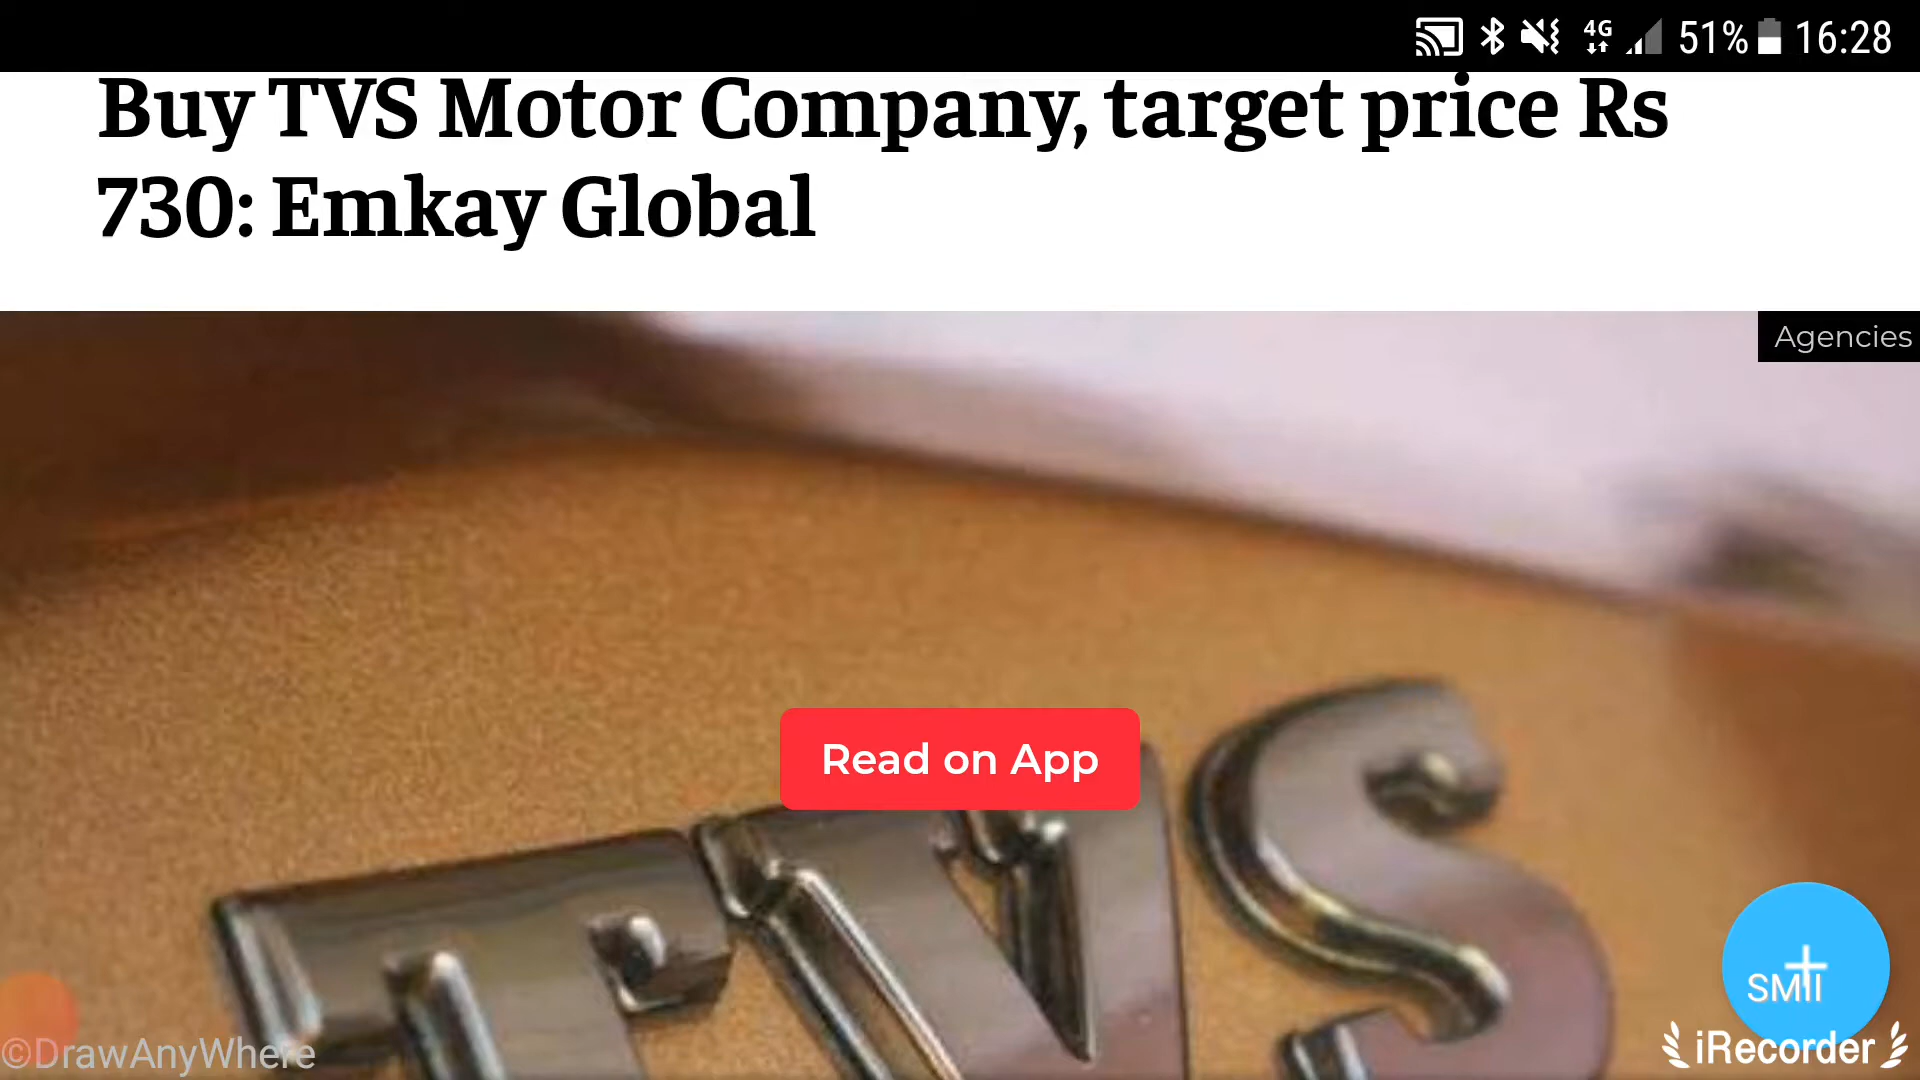 4G 51% 16:28
Buy TVS Motor Company, target price Rs
730: Emkay Global
Agencies
Read on App
TVS
SMII
©DrawAnyWhere
iRecorder